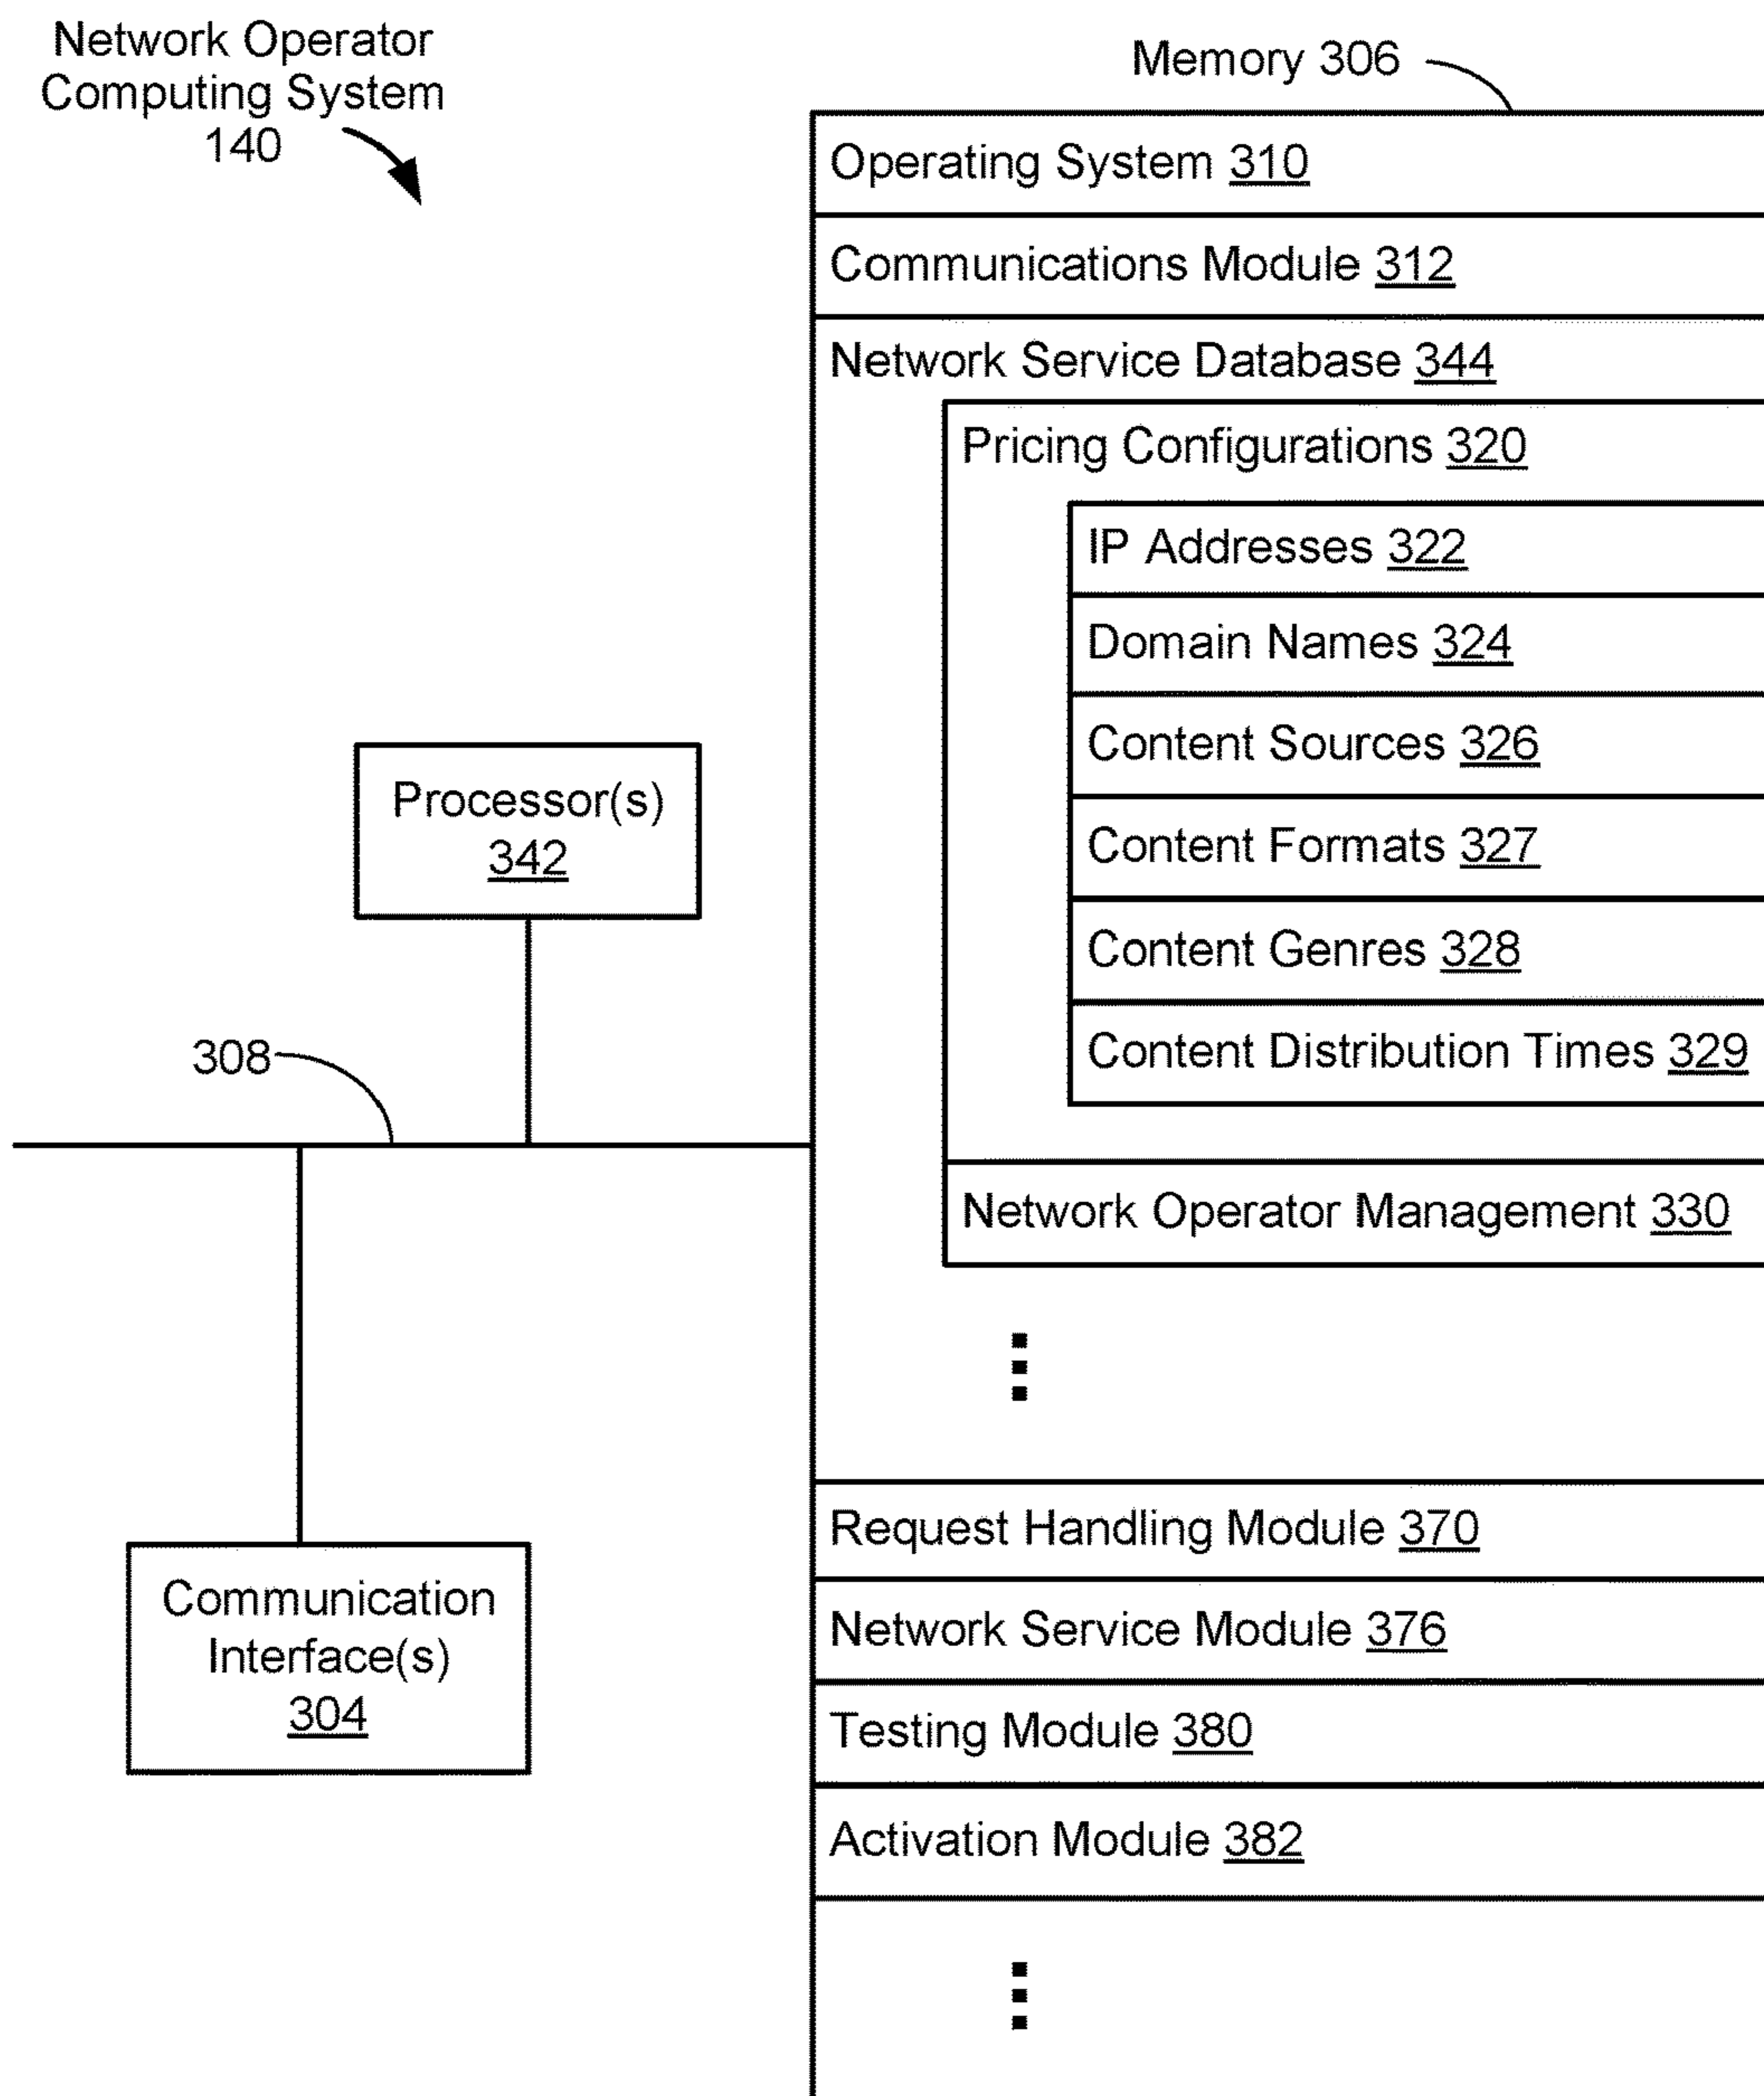 Network Operator
Computing System
140
Memory 306
Operating System 310
Communications Module 312
Network Service Database 344
Pricing Configurations 320
IP Addresses 322
Domain Names 324
Content Sources 326
Content Formats 327
Content Genres 328
Content Distribution Times 329
Network Operator Management 330
Processor(s)
342
308
Communication
Interface(s)
304
Request Handling Module 370
Network Service Module 376
Testing Module 380
Activation Module 382